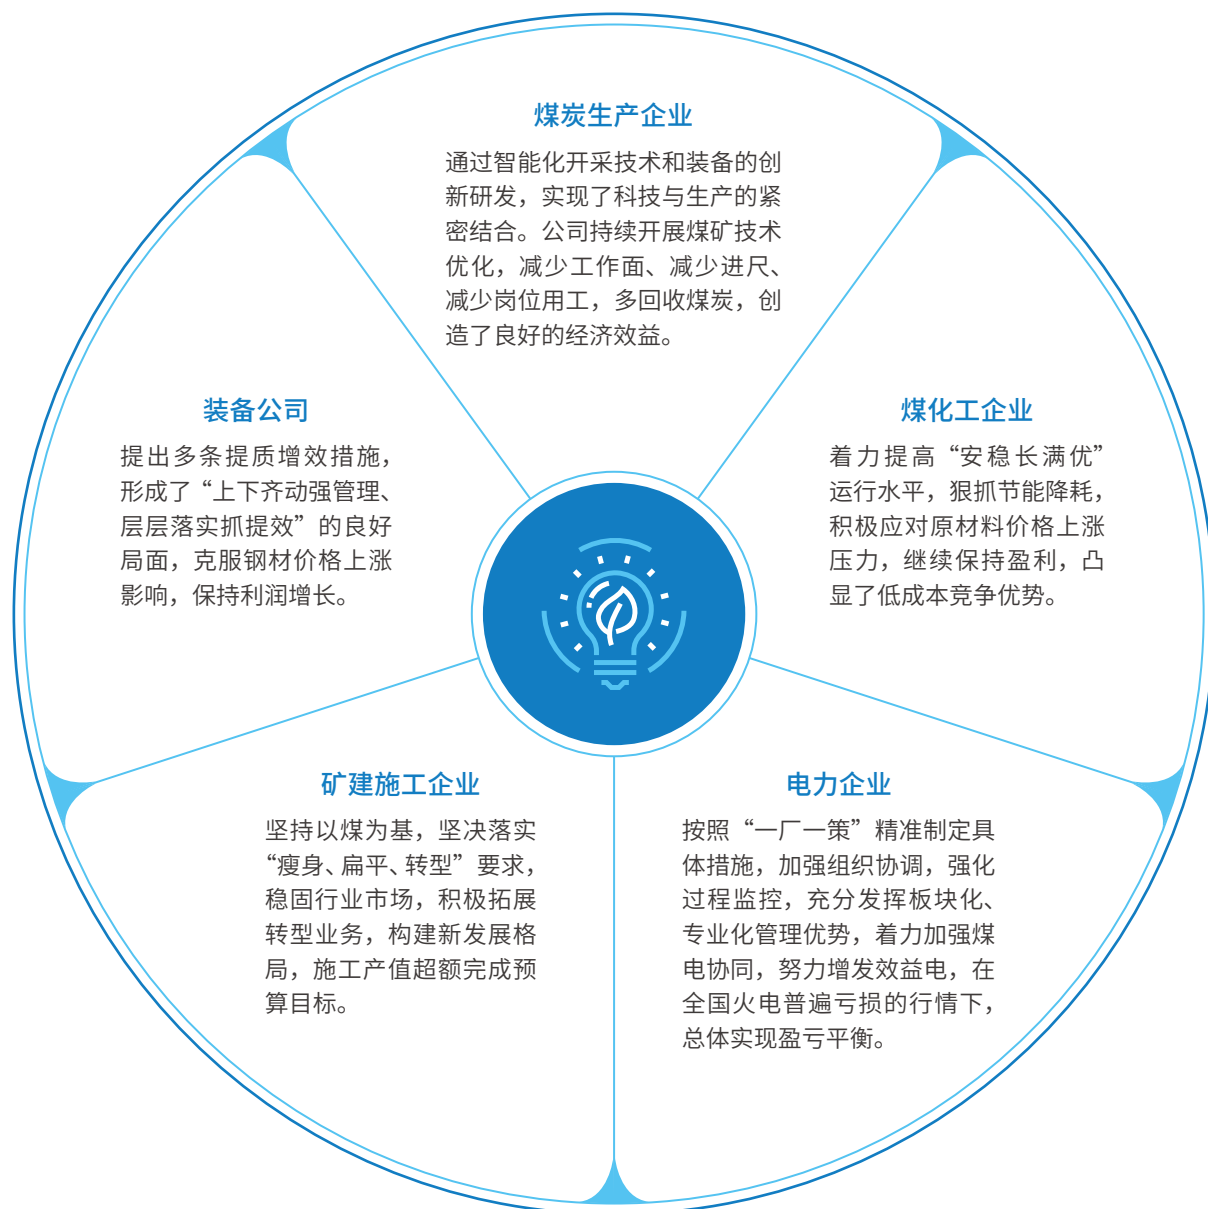 煤炭生产企业
通过智能化开采技术和装备的创
新研发，实现了科技与生产的紧
密结合。公司持续开展煤矿技术
优化，减少工作面、减少进尺、
减少岗位用工，多回收煤炭，创
造了良好的经济效益。
装备公司
提出多条提质增效措施，
形成了“上下齐动强管理、
层层落实抓提效”的良好
局面，克服钢材价格上涨
影响，保持利润增长。
煤化工企业
着力提高“安稳长满优”
运行水平，狠抓节能降耗，
积极应对原材料价格上涨
压力，继续保持盈利，凸
显了低成本竞争优势。
矿建施工企业
坚持以煤为基，坚决落实
“瘦身、扁平、转型”要求，
稳固行业市场，积极拓展
转型业务，构建新发展格
局，施工产值超额完成预
算目标。
电力企业
按照“一厂一策”精准制定具
体措施，加强组织协调，强化
过程监控，充分发挥板块化、
专业化管理优势，着力加强煤
电协同，努力增发效益电，在
全国火电普遍亏损的行情下，
总体实现盈亏平衡。